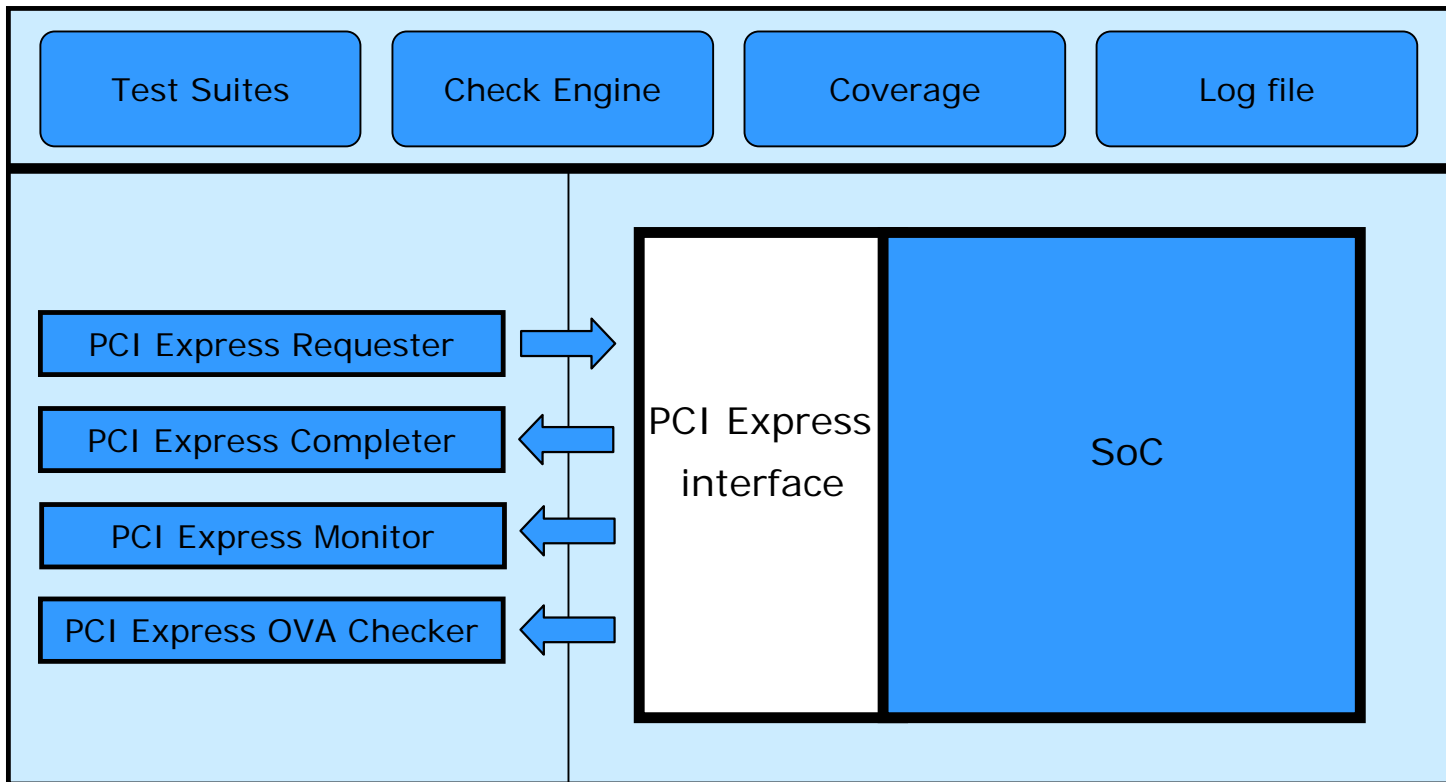 Test Suites
Check Engine
Coverage
Log file
PCI Express Requester
PCI Express Completer
PCI Express Monitor
PCI Express OVA Checker
PCI Express
interface
SoC